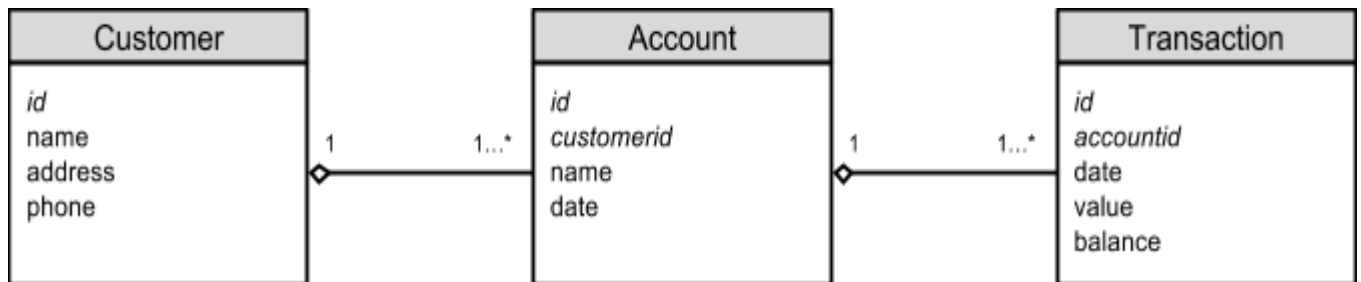 Customer
id
name
address
phone
1
1...*
Account
id
customerid
name
date
1
1...*
Transaction
id
accountid
date
value
balance